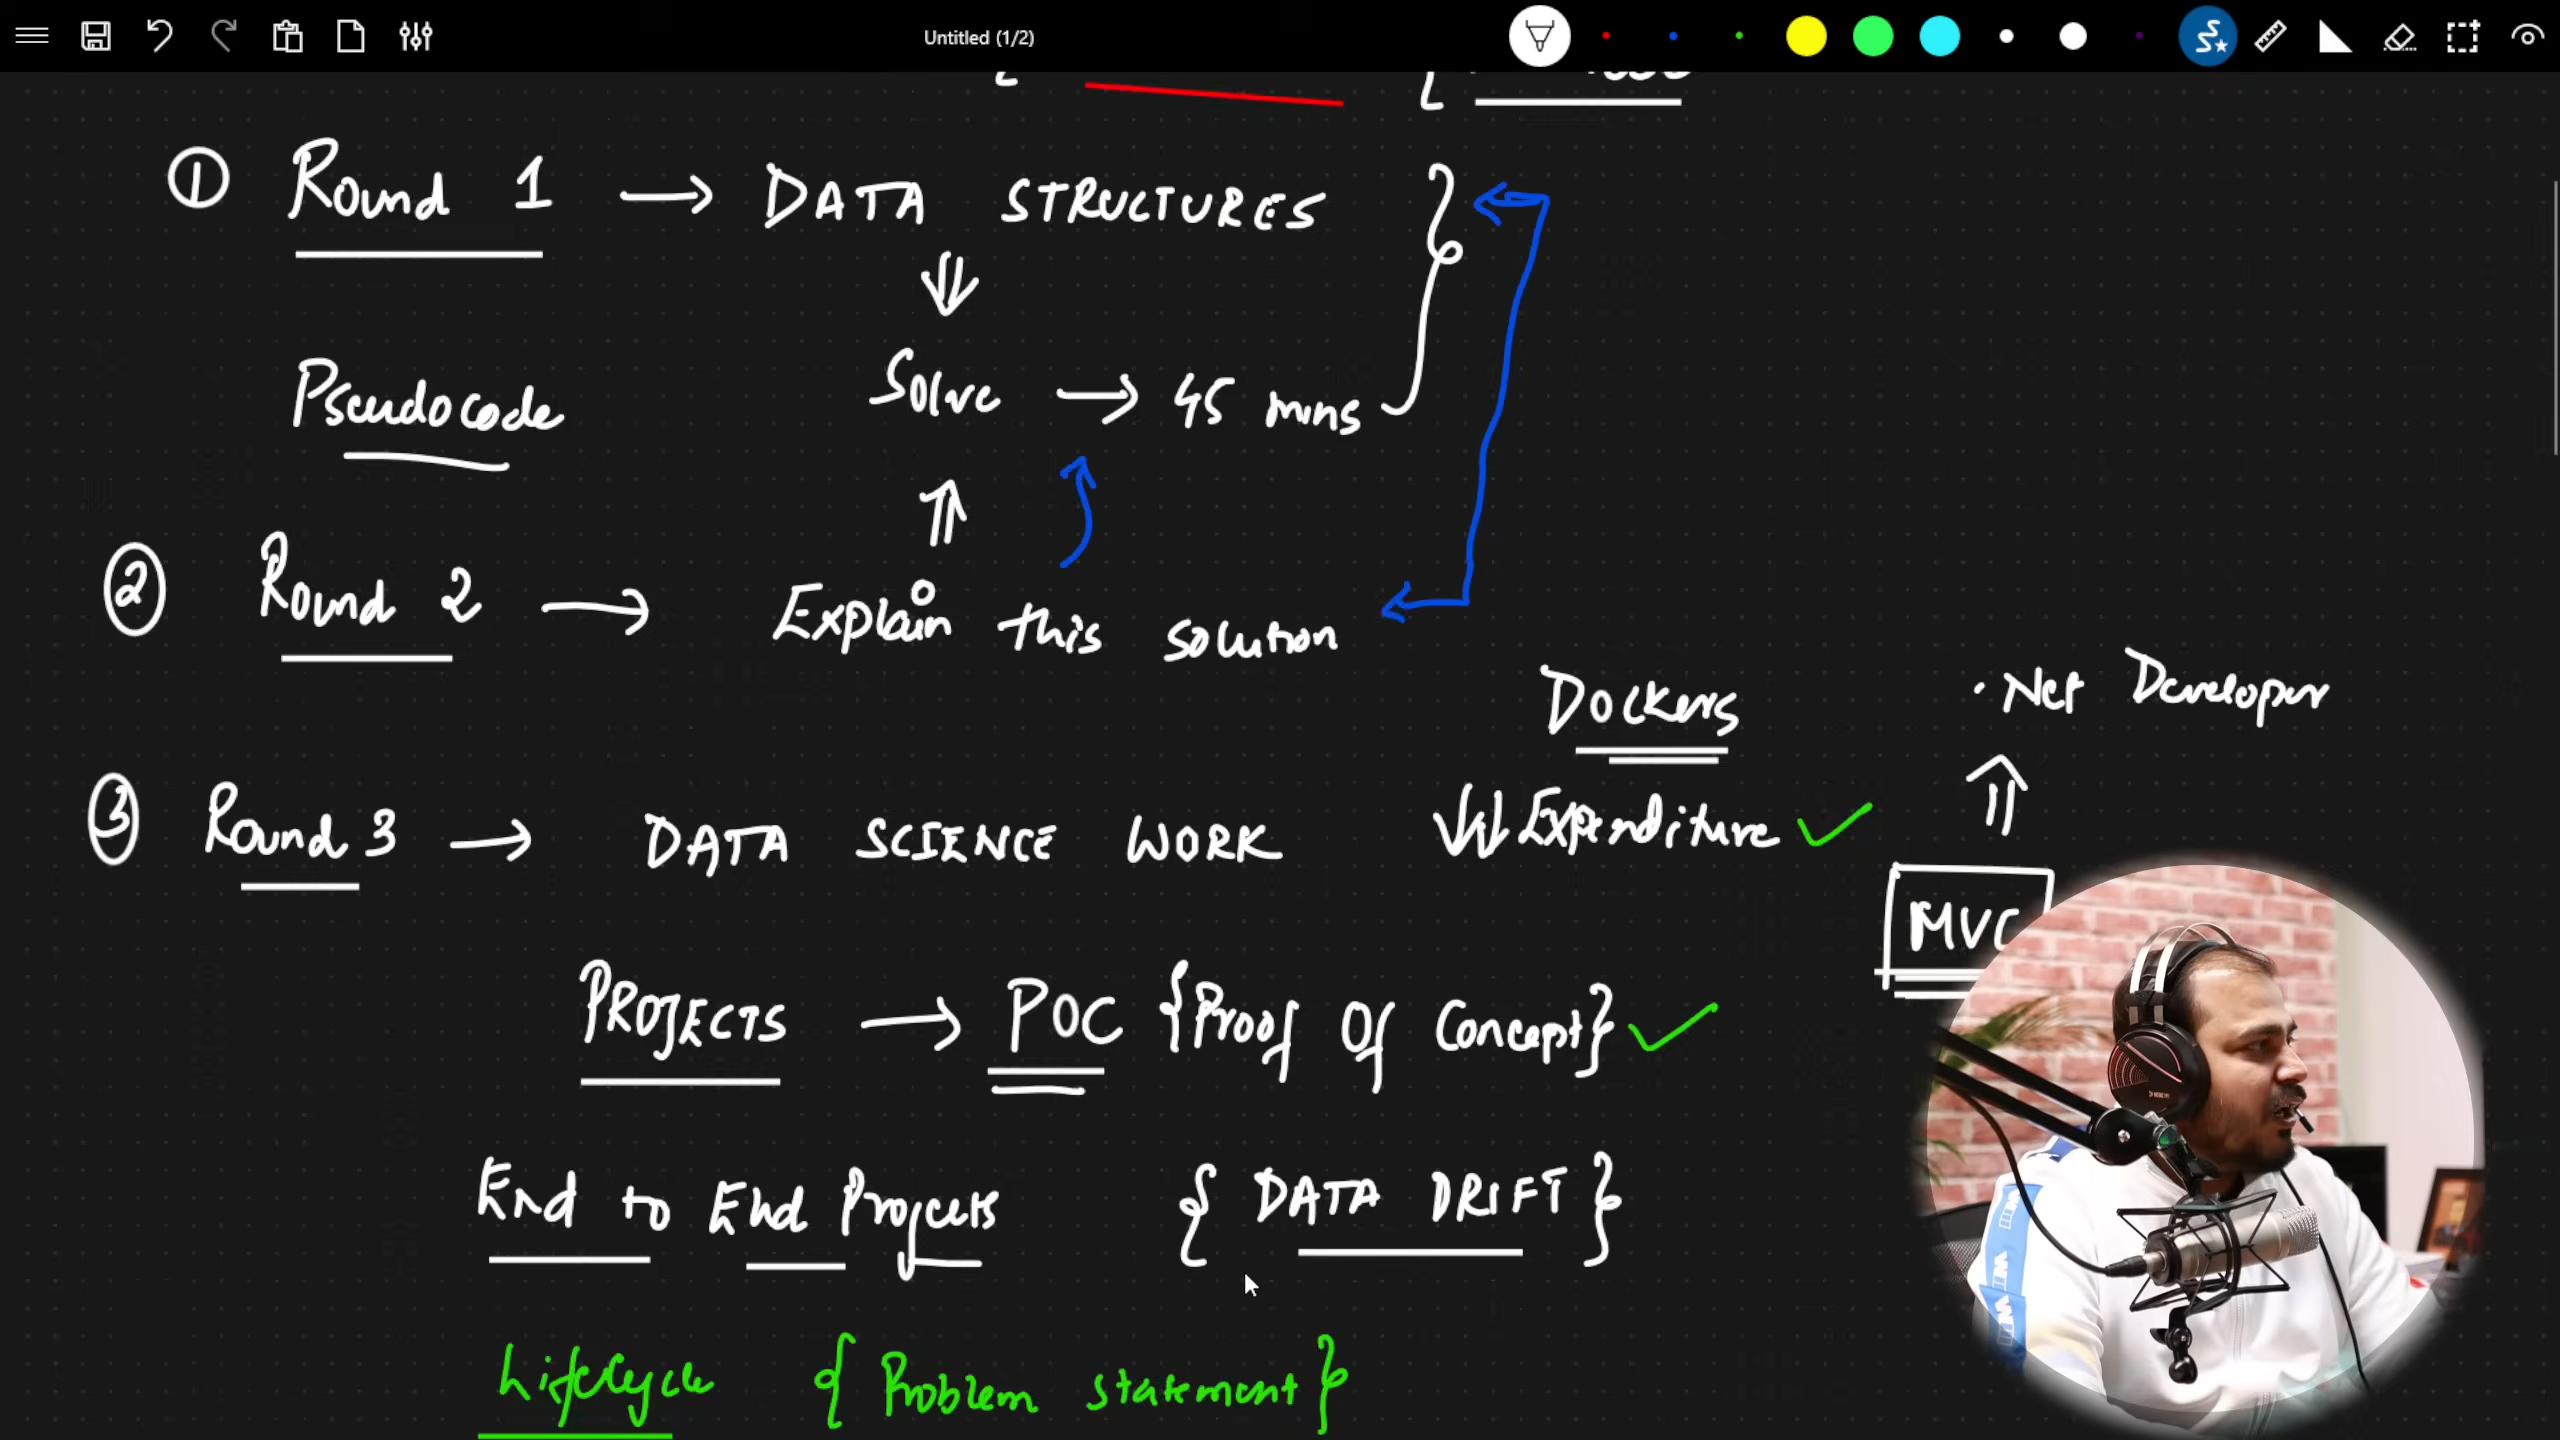 Untitled (1/2)
① Round 1 → DATA STRUCTURES
Pseudocode
Solve → 45 mins
② Round 2 → Explain this solution
Dockers
.Net Developer
③ Round 3 → DATA SCIENCE WORK
Expenditure ✓
MVC
PROJECTS → POC {Proof Of Concept} ✓
End to End Projects { DATA DRIFT }
Lifecycle { Problem statement }